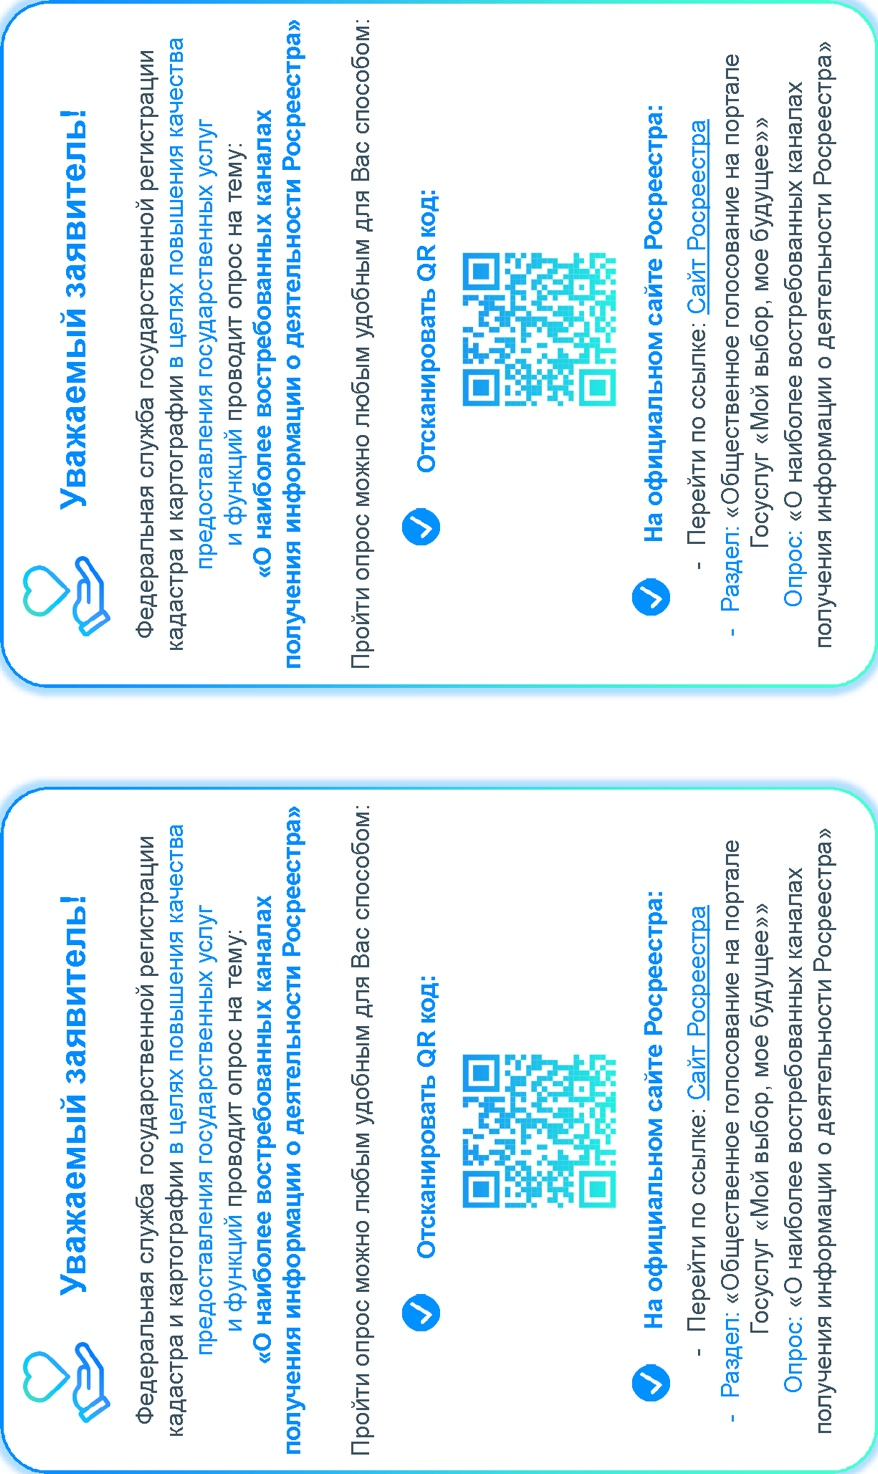 Уважаемый заявитель!
Федеральная служба государственной регистрации
кадастра и картографии в целях повышения качества
предоставления государственных услуг
и функций проводит опрос на тему:
«О наиболее востребованных каналах
получения информации о деятельности Росреестра»
Пройти опрос можно любым удобным для Вас способом:
Отсканировать QR код:
На официальном сайте Росреестра:
- Перейти по ссылке: Сайт Росреестра
- Раздел: «Общественное голосование на портале
Госуслуг «Мой выбор, мое будущее»»
Опрос: «О наиболее востребованных каналах
получения информации о деятельности Росреестра»
Уважаемый заявитель!
Федеральная служба государственной регистрации
кадастра и картографии в целях повышения качества
предоставления государственных услуг
и функций проводит опрос на тему:
«О наиболее востребованных каналах
получения информации о деятельности Росреестра»
Пройти опрос можно любым удобным для Вас способом:
Отсканировать QR код:
На официальном сайте Росреестра:
- Перейти по ссылке: Сайт Росреестра
- Раздел: «Общественное голосование на портале
Госуслуг «Мой выбор, мое будущее»»
Опрос: «О наиболее востребованных каналах
получения информации о деятельности Росреестра»